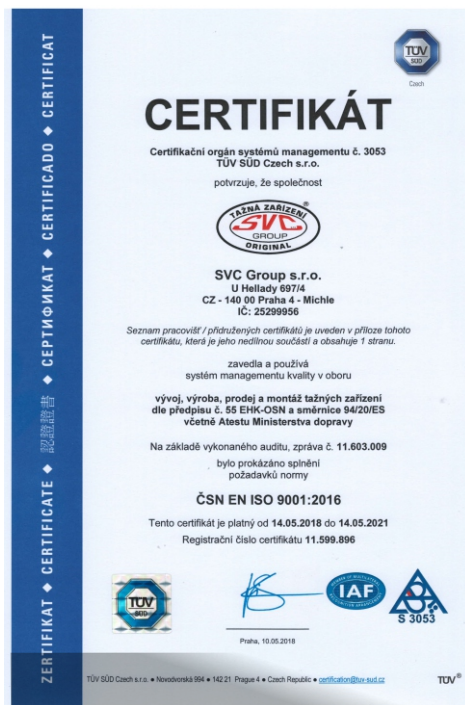 ZERTIFIKAT ◆ CERTIFICATE ◆ 認證證書 ◆ СЕРТИФИКАТ ◆ CERTIFICADO ◆ CERTIFICAT
TÜV
SÜD
Czech
CERTIFIKÁT
Certifikační orgán systémů managementu č. 3053
TÜV SÜD Czech s.r.o.
potvrzuje, že společnost
TAŽNÁ ZAŘÍZENÍ
SVC
GROUP
ORIGINAL
SVC Group s.r.o.
U Hellady 697/4
CZ - 140 00 Praha 4 - Michle
IČ: 25299956
Seznam pracovišť / přidružených certifikátů je uveden v příloze tohoto
certifikátu, která je jeho nedílnou součástí a obsahuje 1 stranu.
zavedla a používá
systém managementu kvality v oboru
vývoj, výroba, prodej a montáž tažných zařízení
dle předpisu č. 55 EHK-OSN a směrnice 94/20/ES
včetně Atestu Ministerstva dopravy
Na základě vykonaného auditu, zpráva č. 11.603.009
bylo prokázáno splnění
požadavků normy
ČSN EN ISO 9001:2016
Tento certifikát je platný od 14.05.2018 do 14.05.2021
Registrační číslo certifikátu 11.599.896
TÜV
SÜD
IAF
S 3053
Praha, 10.05.2018
TÜV SÜD Czech s.r.o. ● Novodvorská 994 ● 142 21 Prague 4 ● Czech Republic ● certification@tuv-sud.cz
TÜV®